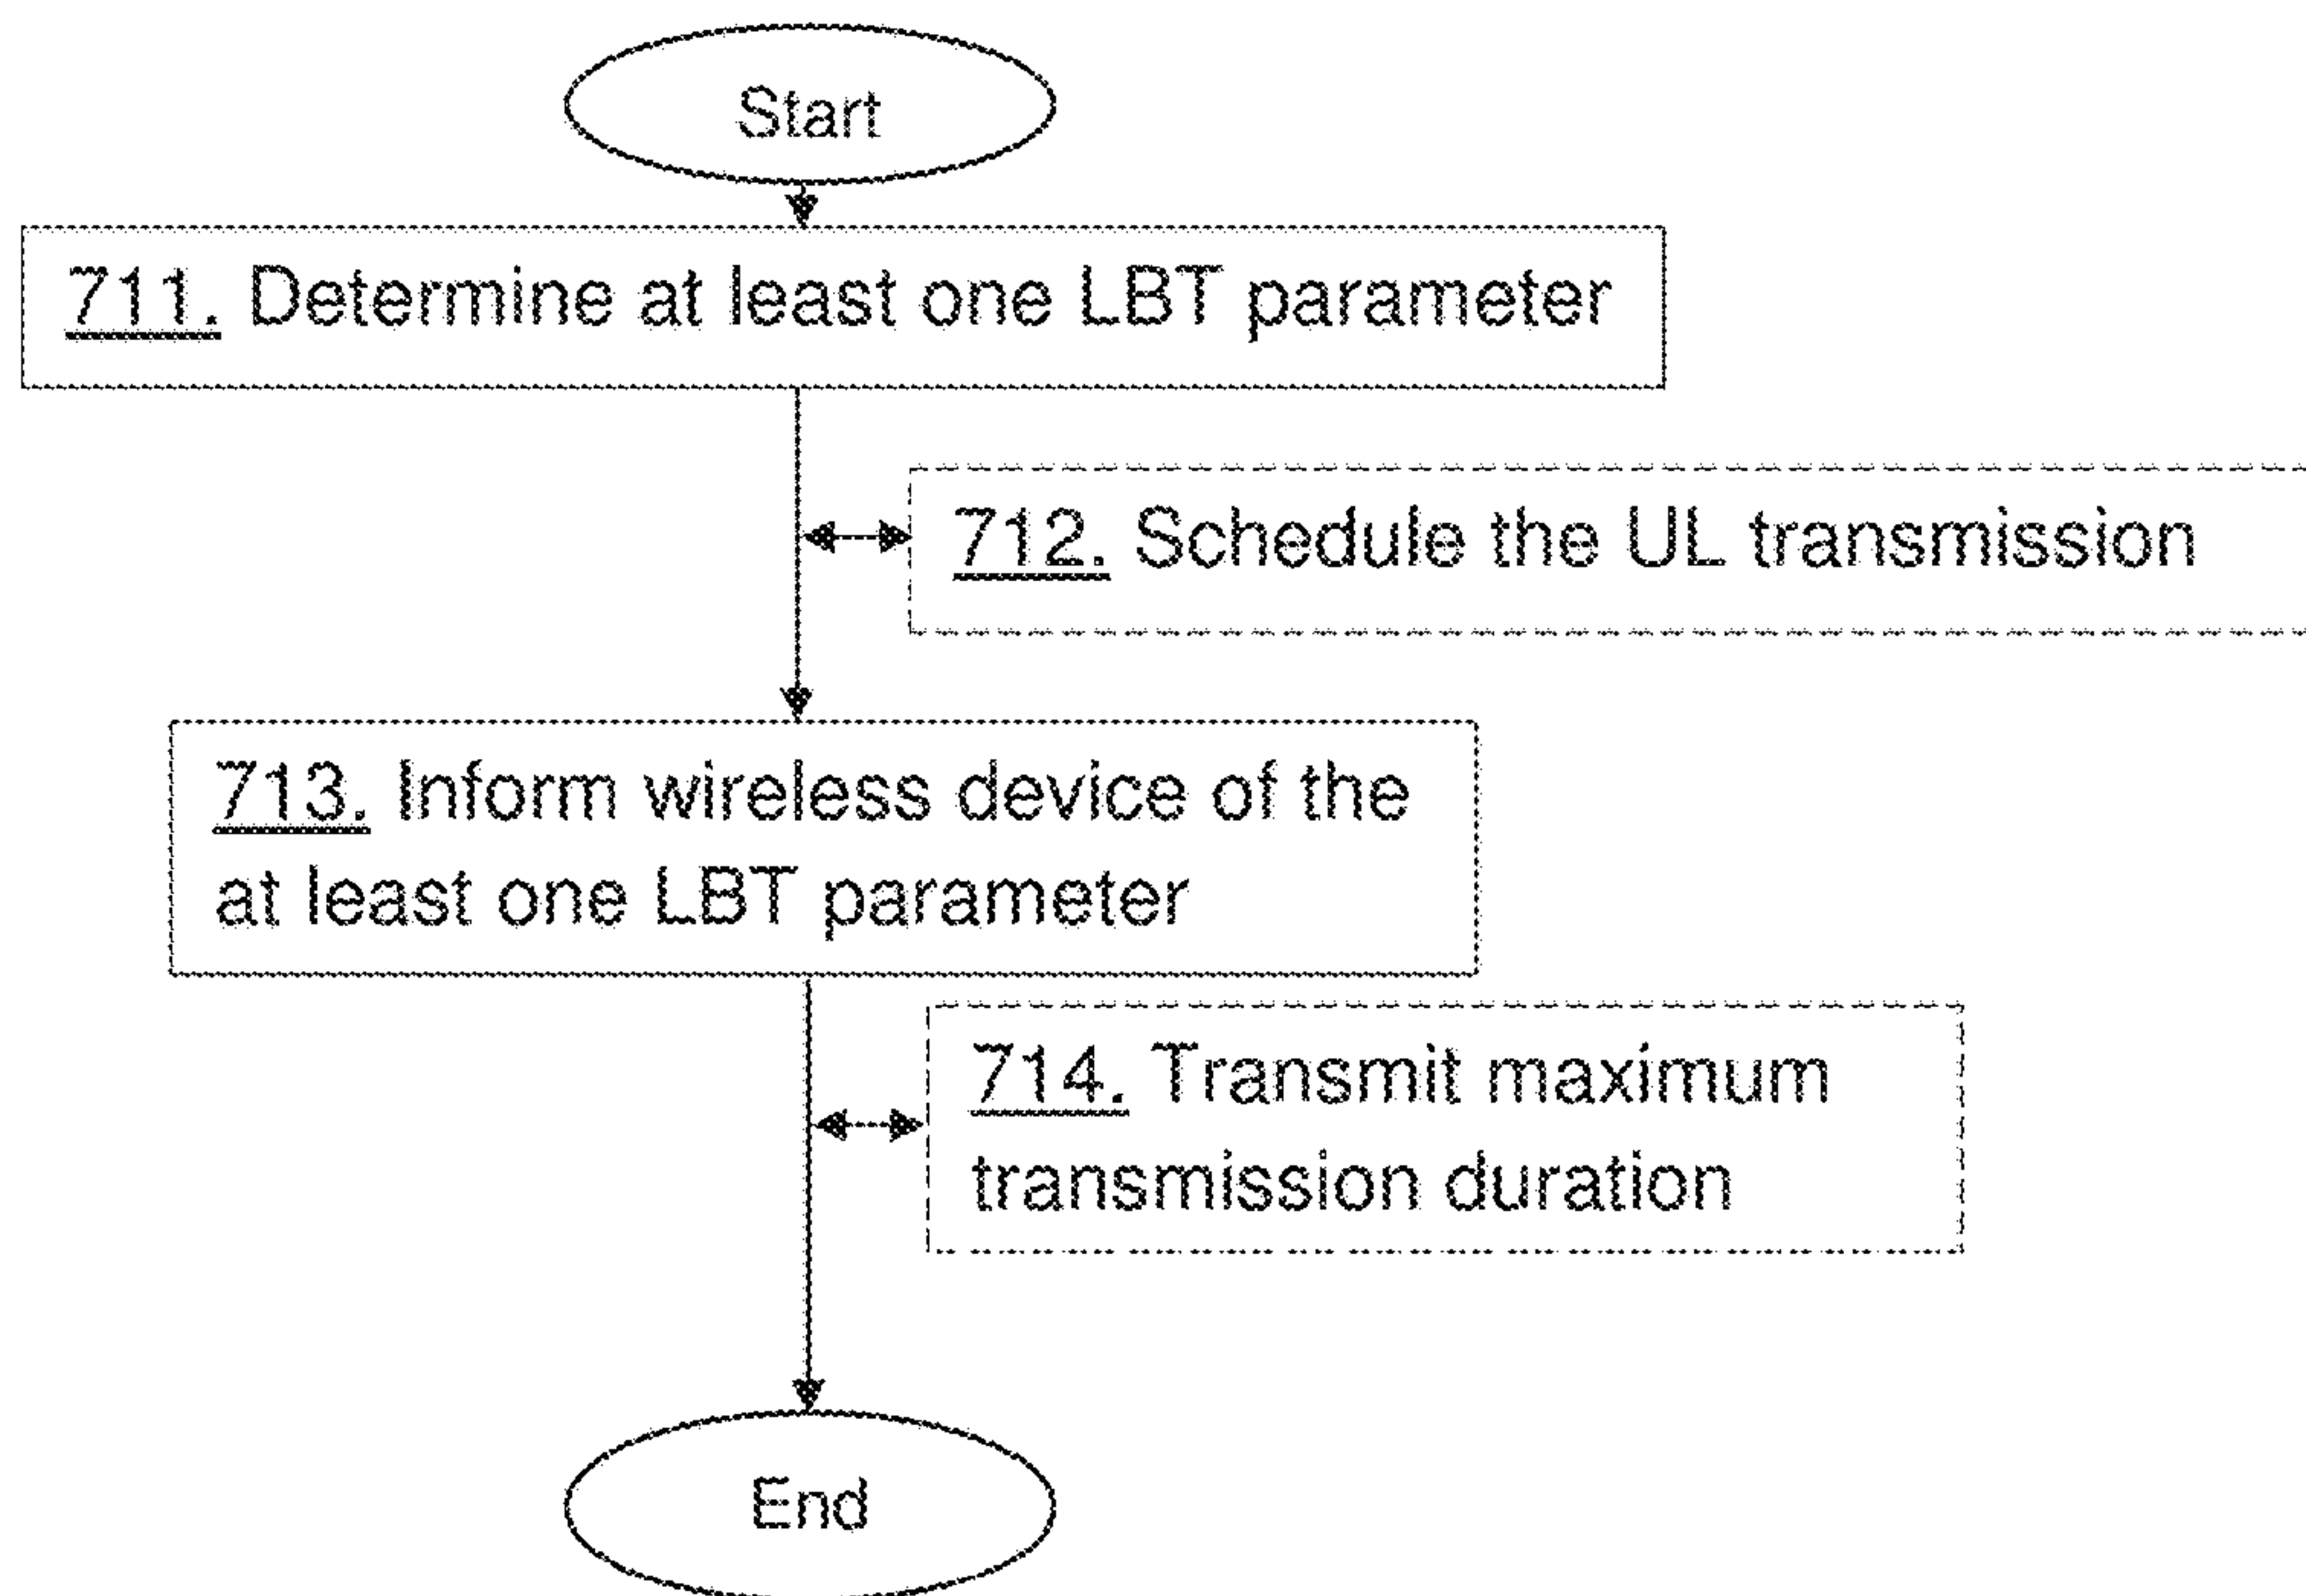 Start
711. Determine at least one LBT parameter
712. Schedule the UL transmission
713. Inform wireless device of the
at least one LBT parameter
714. Transmit maximum
transmission duration
End